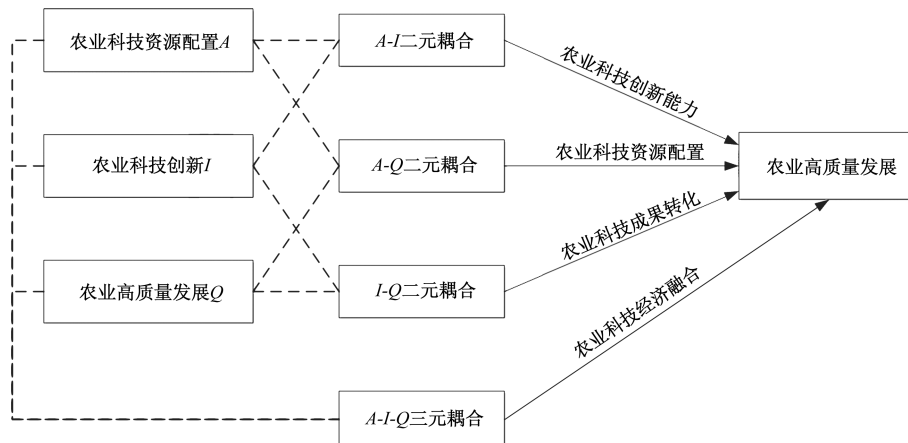 农业科技资源配置A
A-I二元耦合
农业科技创新能力
农业科技创新I
A-Q二元耦合
农业科技资源配置
农业高质量发展
农业高质量发展Q
I-Q二元耦合
农业科技成果转化
A-I-Q三元耦合
农业科技经济融合